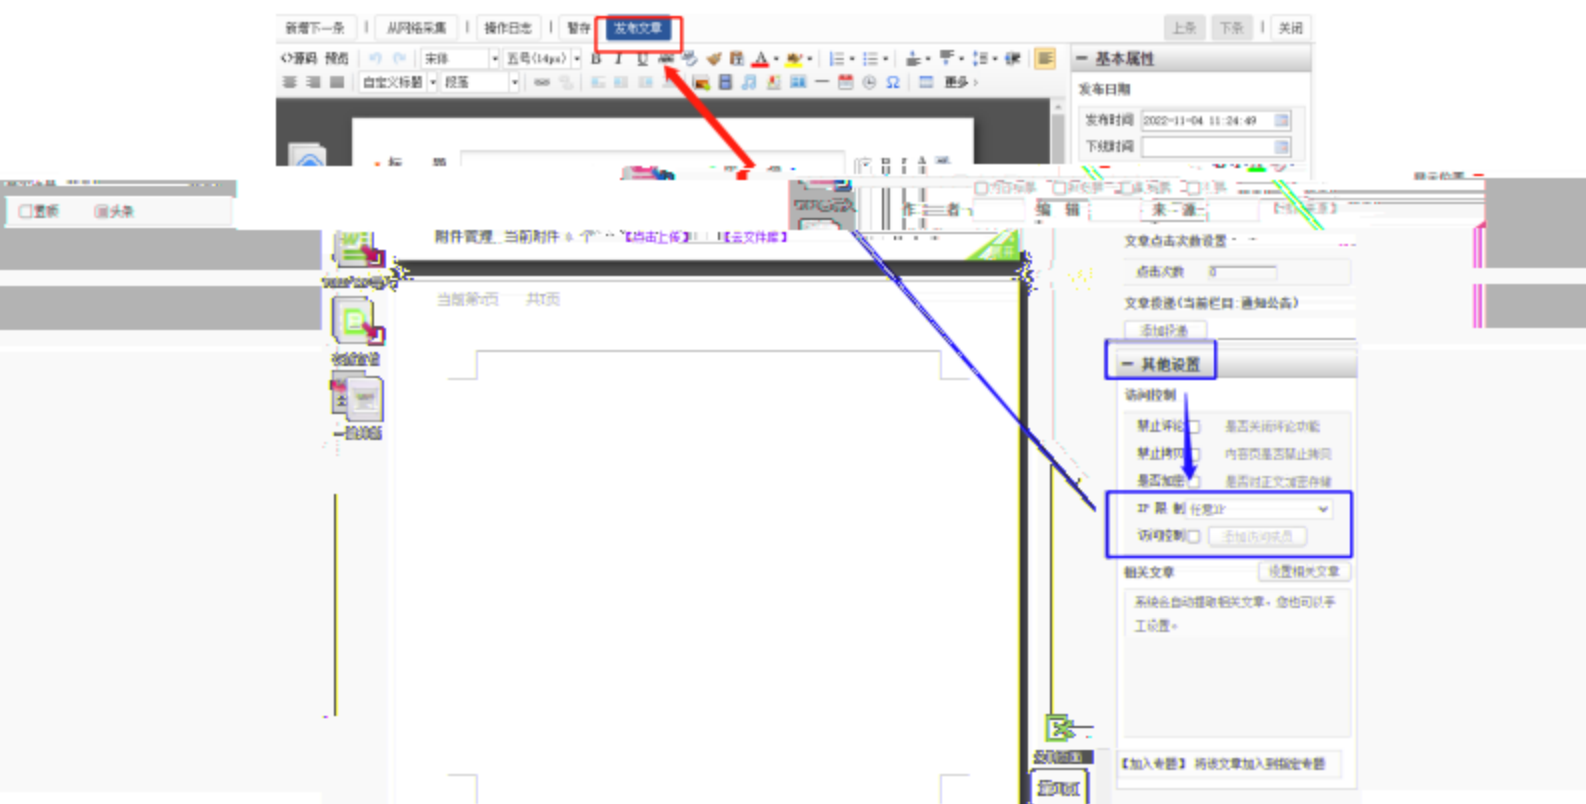 新增下一条 | 从网络采集 | 操作日志 | 暂存 发布文章 上条 下条 | 关闭
源码 预览 宋体 五号(14px) B I U
基本属性
自定义标题 段落 更多
发布日期
发布时间 2022-11-04 11:24:49
下线时间
标 题
置顶 头条
作 者 编 辑 来 源
附件管理 当前附件 0 个 【点击上传】 【云文件库】
文章点击次数设置
点击次数 0
当前第1页 共1页
文章投递(当前栏目:通知公告)
添加投递
其他设置
访问控制
禁止评论 是否关闭评论功能
禁止拷贝 内容页是否禁止拷贝
是否加密 是否对正文加密存储
IP 限 制 任意IP
访问控制 添加访问成员
相关文章 设置相关文章
系统会自动提取相关文章，您也可以手
工设置。
【加入专题】 将该文章加入到指定专题